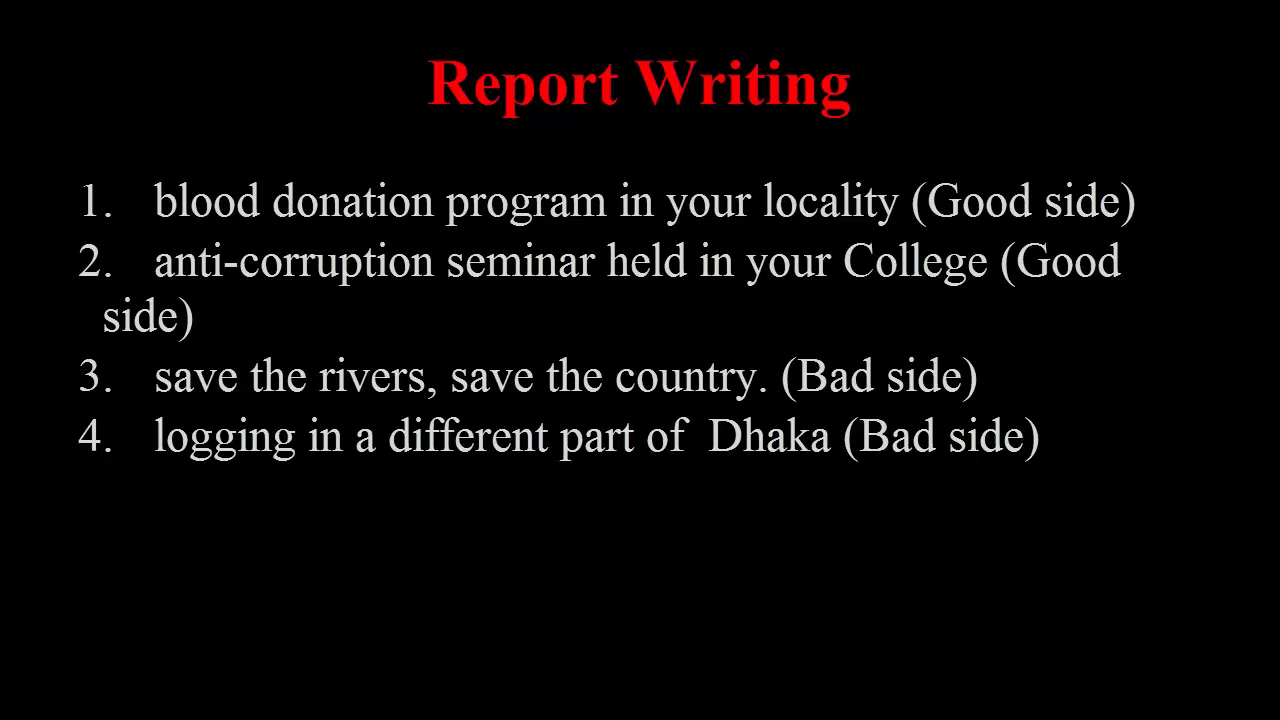 Report Writing
1. blood donation program in your locality (Good side)
2. anti-corruption seminar held in your College (Good
side)
3. save the rivers, save the country. (Bad side)
4. logging in a different part of Dhaka (Bad side)